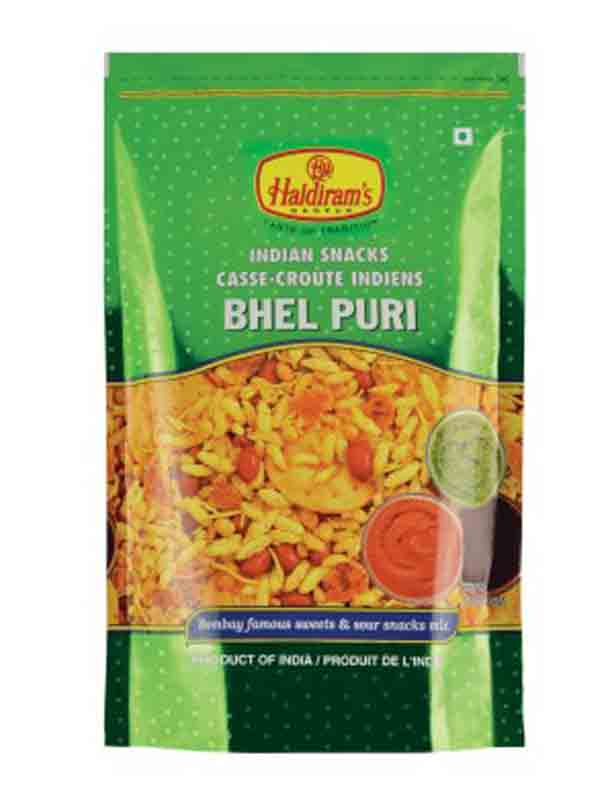 Haldiram's
NAGPUR
TASTE OF TRADITION
INDIAN SNACKS
CASSE-CROUTE INDIENS
BHEL PURI
Bombay famous sweets & sour snacks
PRODUCT OF INDIA / PRODUIT DE L'INDE